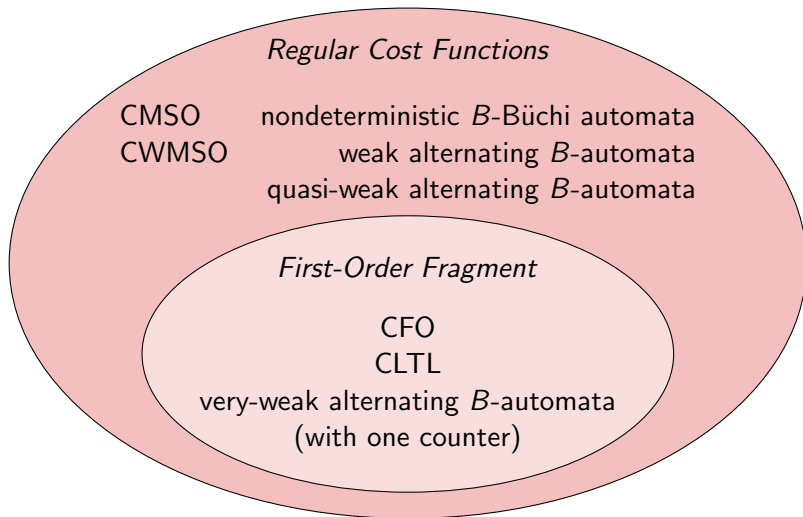 Regular Cost Functions
CMSO nondeterministic B-Büchi automata
CWMSO weak alternating B-automata
quasi-weak alternating B-automata
First-Order Fragment
CFO
CLTL
very-weak alternating B-automata
(with one counter)